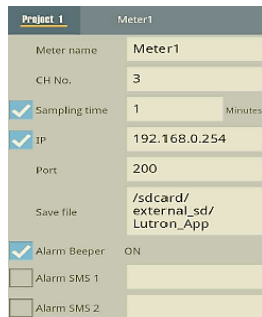 Project 1 Meter1
Meter name Meter1
CH No. 3
Sampling time 1 Minutes
IP 192.168.0.254
Port 200
Save file /sdcard/
external_sd/
Lutron_App
Alarm Beeper ON
Alarm SMS 1
Alarm SMS 2